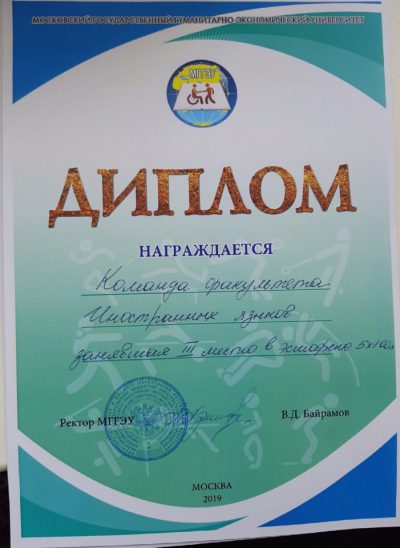 МОСКОВСКИЙ ГОСУДАРСТВЕННЫЙ ГУМАНИТАРНО-ЭКОНОМИЧЕСКИЙ УНИВЕРСИТЕТ
МГГЭУ
ДИПЛОМ
НАГРАЖДАЕТСЯ
Команда факультета
Иностранных языков
занявшая III место в эстафете 5х100м
Ректор МГГЭУ
В.Д. Байрамов
МОСКВА
2019